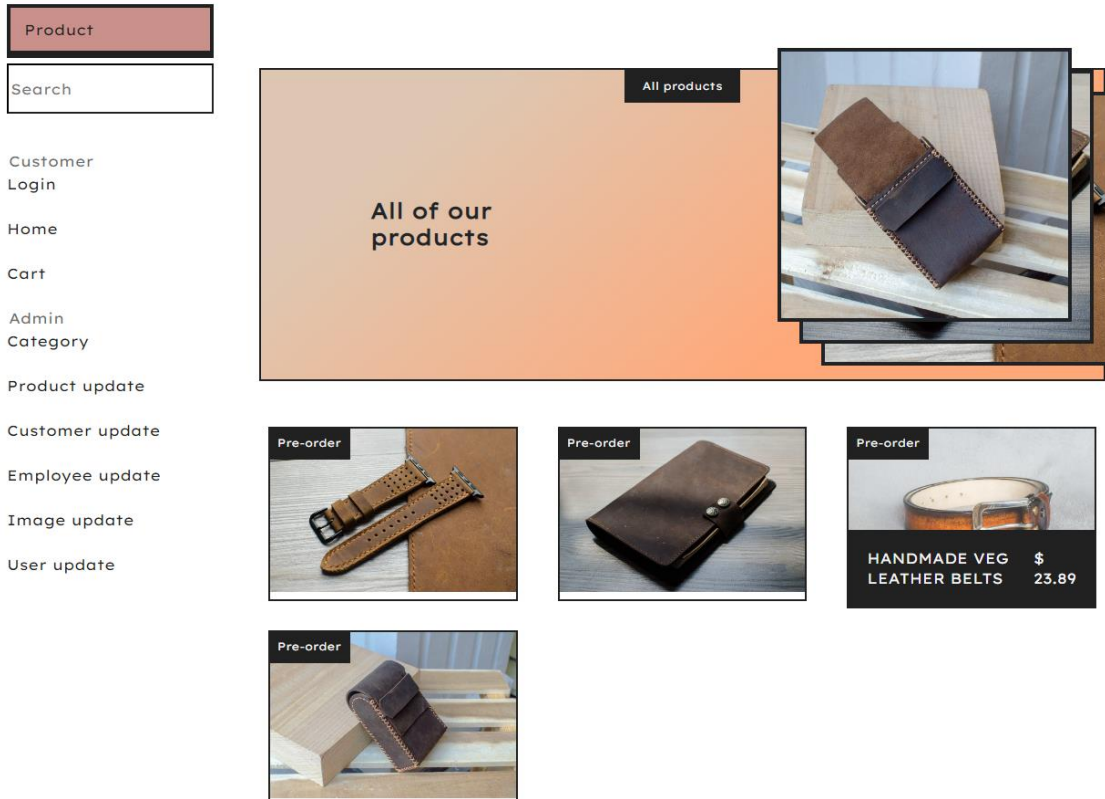 Product
Search
Customer
Login
Home
Cart
Admin
Category
Product update
Customer update
Employee update
Image update
User update
All products
All of our
products
Pre-order
Pre-order
Pre-order
HANDMADE VEG $
LEATHER BELTS 23.89
Pre-order